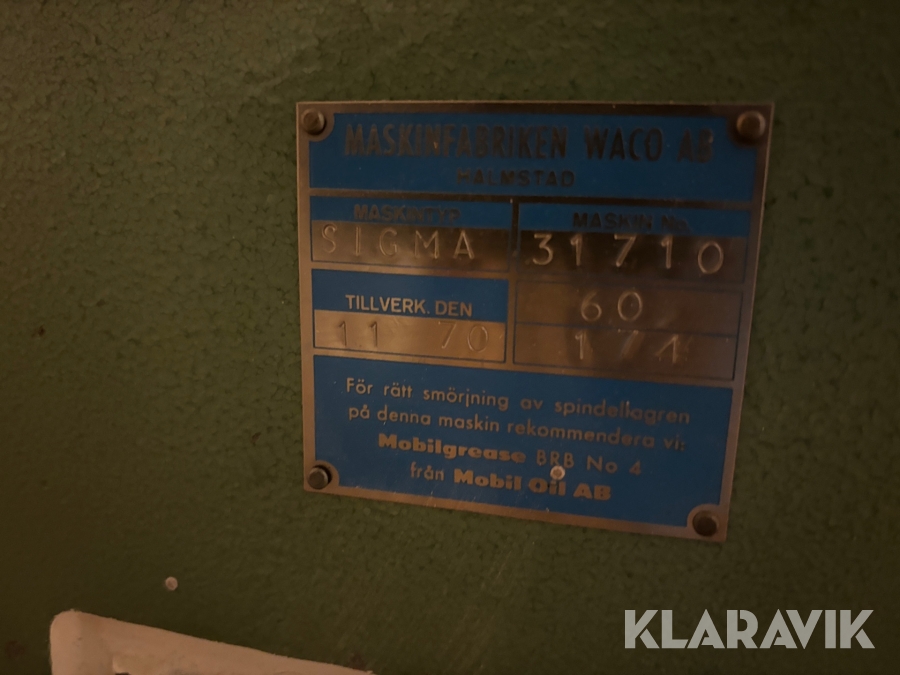 MASKINFABRIKEN WACO AB
HALMSTAD
MASKINTYP
SIGMA
MASKIN No.
31710
60
174
TILLVERK. DEN
11 70
För rätt smörjning av spindellagren
på denna maskin rekommendera vi:
Mobilgrease BRB No 4
från Mobil Oil AB
KLARAVIK